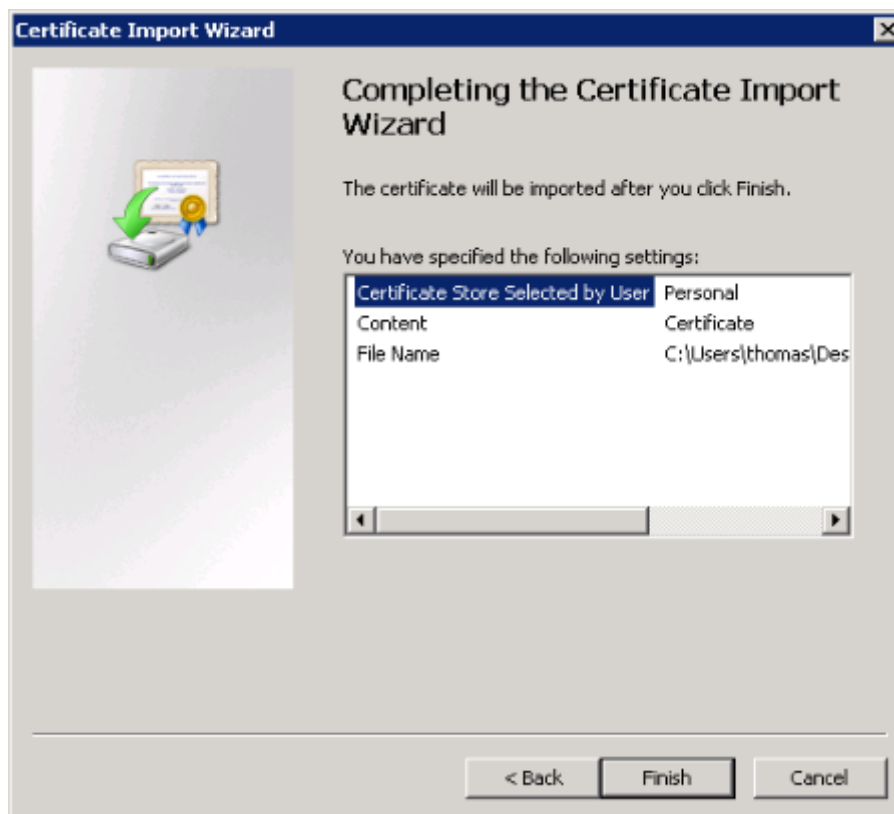 Certificate Import Wizard
Completing the Certificate Import
Wizard
The certificate will be imported after you click Finish.
You have specified the following settings:
Certificate Store Selected by User Personal
Content Certificate
File Name C:\Users\thomas\Des
< Back Finish Cancel